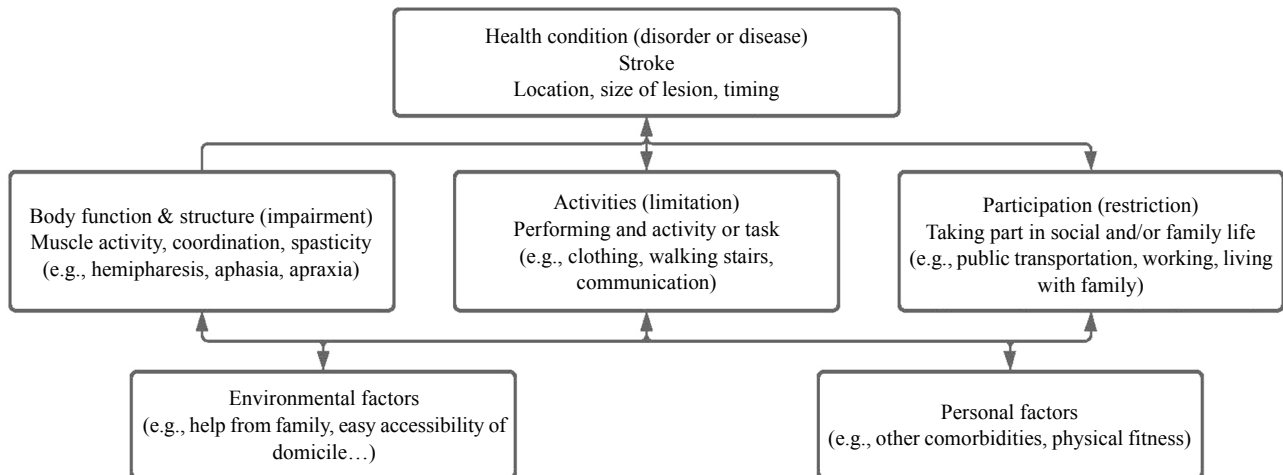 Health condition (disorder or disease)
Stroke
Location, size of lesion, timing
Body function & structure (impairment)
Muscle activity, coordination, spasticity
(e.g., hemipharesis, aphasia, apraxia)
Activities (limitation)
Performing and activity or task
(e.g., clothing, walking stairs,
communication)
Participation (restriction)
Taking part in social and/or family life
(e.g., public transportation, working, living
with family)
Environmental factors
(e.g., help from family, easy accessibility of
domicile…)
Personal factors
(e.g., other comorbidities, physical fitness)